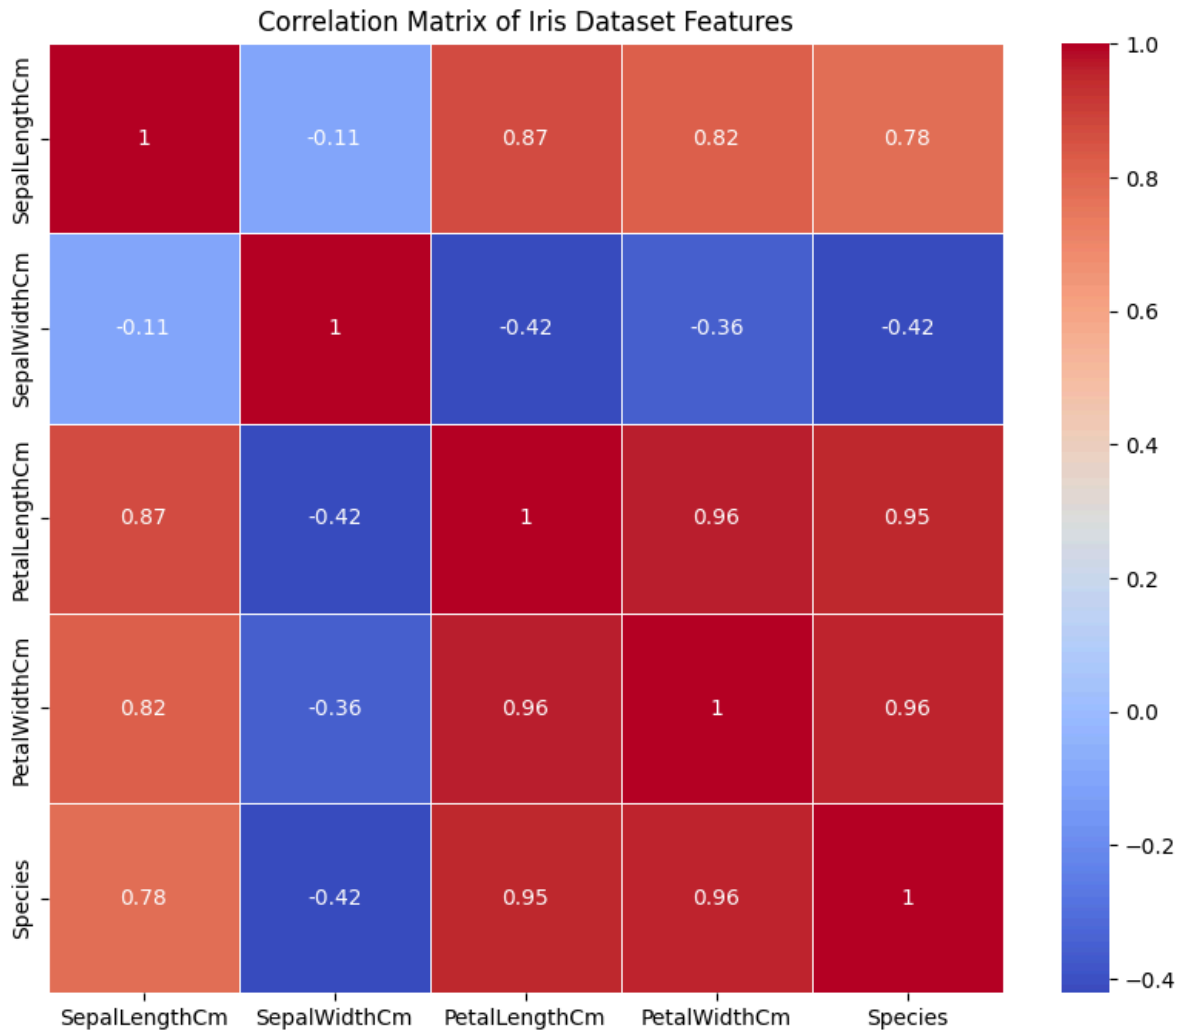 Correlation Matrix of Iris Dataset Features
SepalLengthCm
1 -0.11 0.87 0.82 0.78
SepalWidthCm
-0.11 1 -0.42 -0.36 -0.42
PetalLengthCm
0.87 -0.42 1 0.96 0.95
PetalWidthCm
0.82 -0.36 0.96 1 0.96
Species
0.78 -0.42 0.95 0.96 1
SepalLengthCm SepalWidthCm PetalLengthCm PetalWidthCm Species
1.0
0.8
0.6
0.4
0.2
0.0
−0.2
−0.4